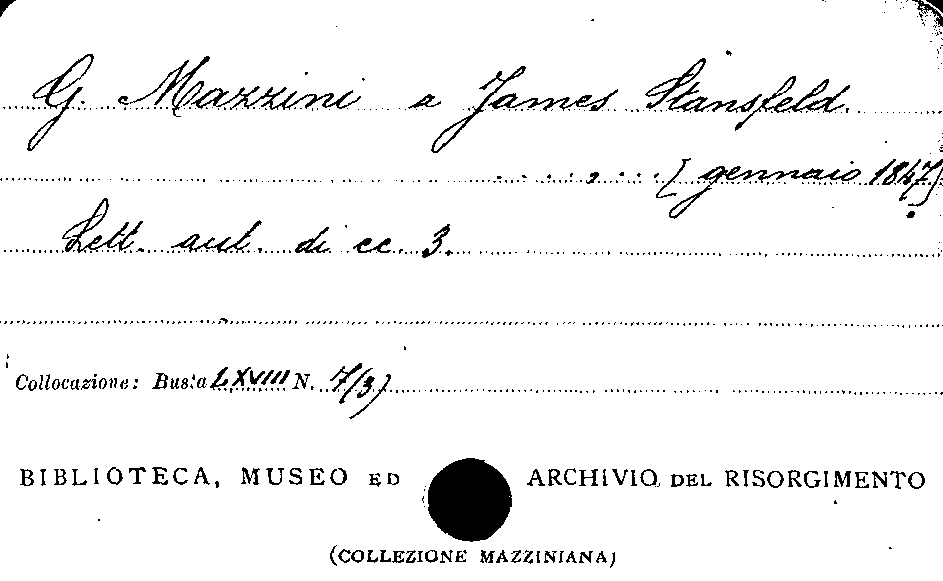 G. Mazzini a James Stansfeld.
. . . . , . . . [ gennaio 1847]
Lett. aut. di cc. 3.
Collocazione: Busta LXVIII N. 7/3)
BIBLIOTECA, MUSEO ED ARCHIVIO DEL RISORGIMENTO
(COLLEZIONE MAZZINIANA)